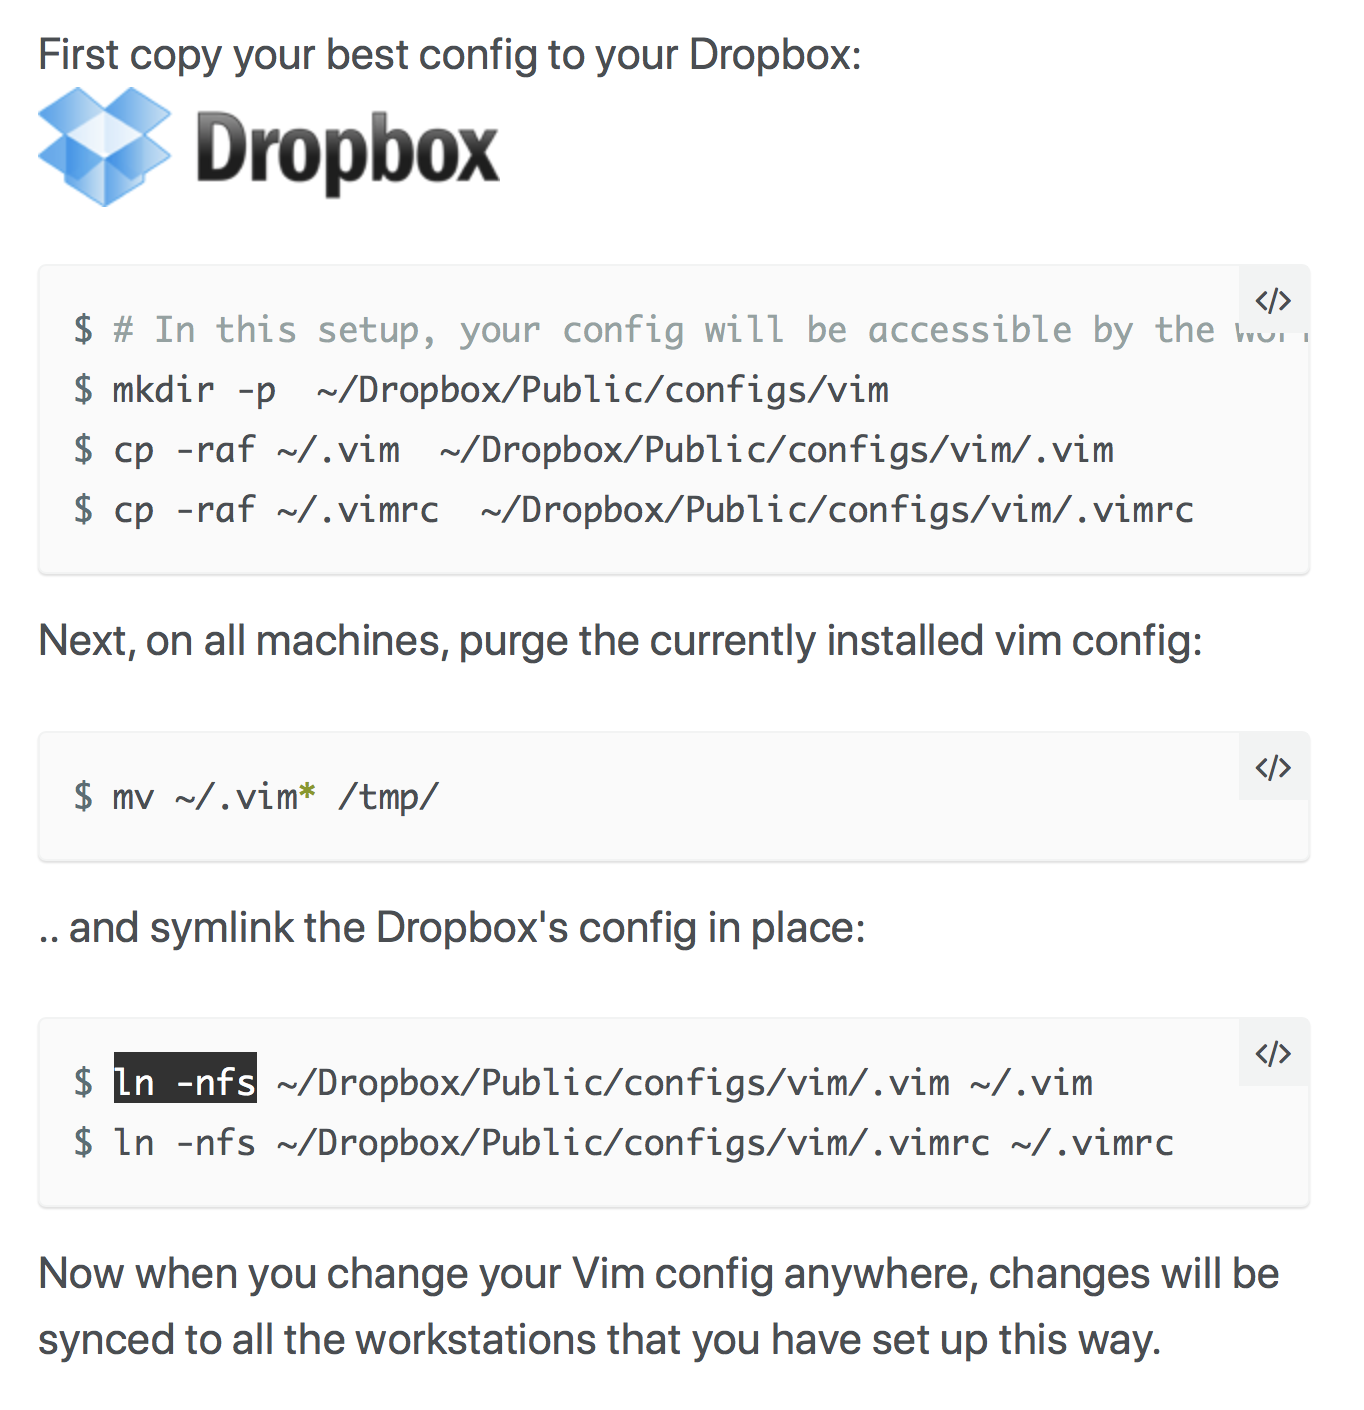 First copy your best config to your Dropbox:
Dropbox
</>
$ # In this setup, your config will be accessible by the
$ mkdir -p  ~/Dropbox/Public/configs/vim
$ cp -raf ~/.vim  ~/Dropbox/Public/configs/vim/.vim
$ cp -raf ~/.vimrc  ~/Dropbox/Public/configs/vim/.vimrc
Next, on all machines, purge the currently installed vim config:
</>
$ mv ~/.vim* /tmp/
.. and symlink the Dropbox's config in place:
</>
$ ln -nfs ~/Dropbox/Public/configs/vim/.vim ~/.vim
$ ln -nfs ~/Dropbox/Public/configs/vim/.vimrc ~/.vimrc
Now when you change your Vim config anywhere, changes will be
synced to all the workstations that you have set up this way.